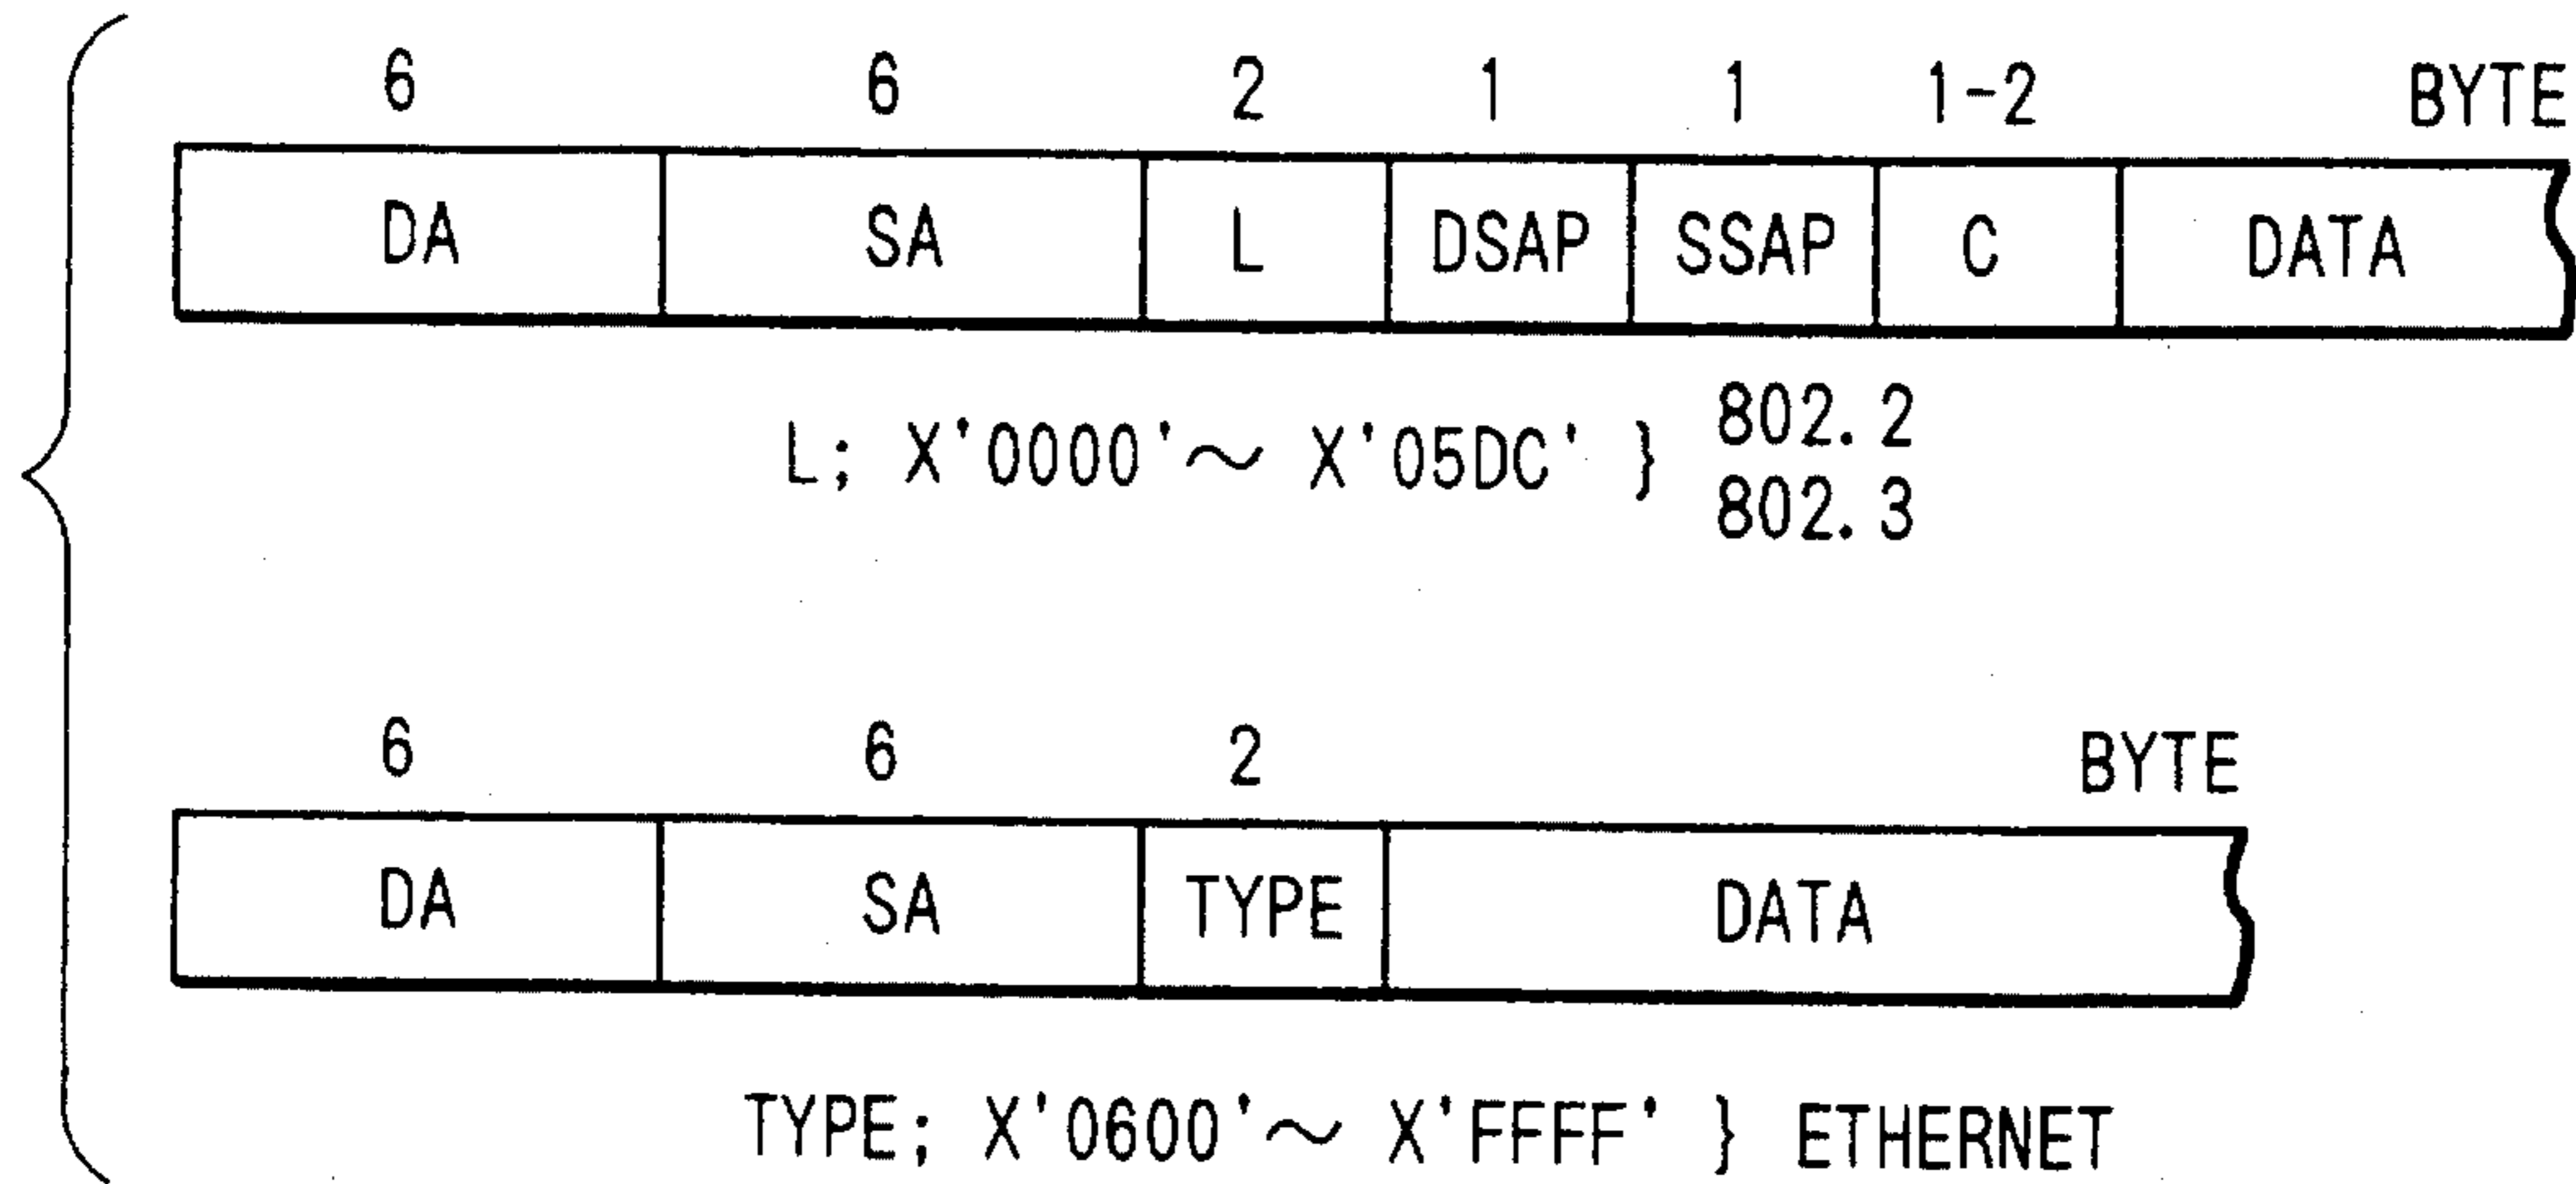 6 6 2 1 1 1-2 BYTE
DA SA L DSAP SSAP C DATA
L; X'0000'~ X'05DC' } 802.2
802.3
6 6 2 BYTE
DA SA TYPE DATA
TYPE; X'0600'~ X'FFFF' } ETHERNET